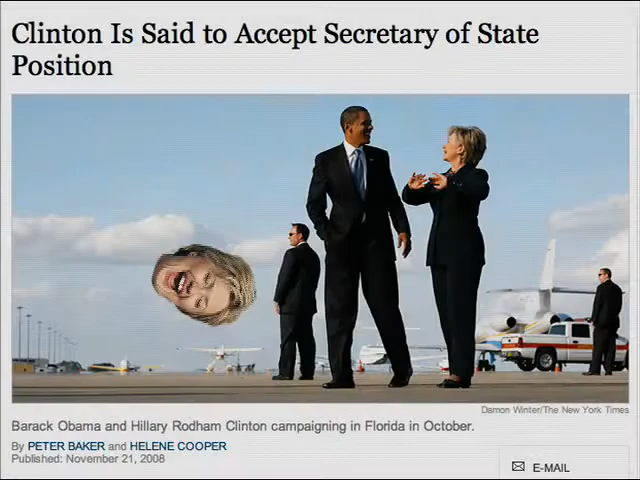 Clinton Is Said to Accept Secretary of State
Position
Damon Winter/The New York Times
Barack Obama and Hillary Rodham Clinton campaigning in Florida in October.
By PETER BAKER and HELENE COOPER
Published: November 21, 2008
E-MAIL